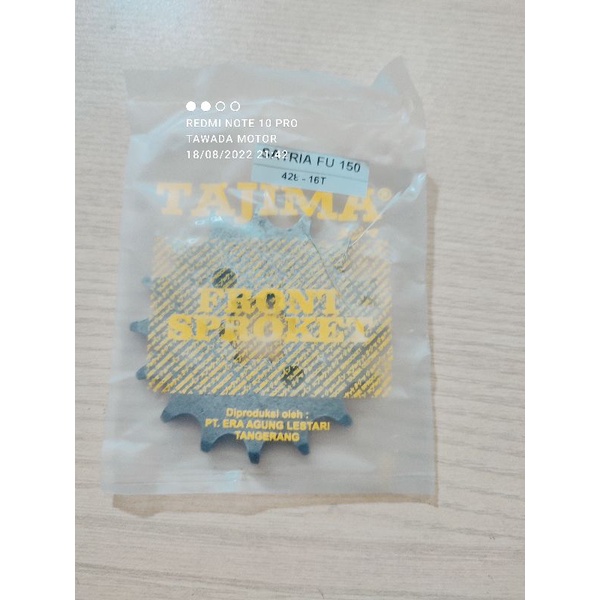 REDMI NOTE 10 PRO
TAWADA MOTOR
18/08/2022 21:42
SATRIA FU 150
428 - 16T
TAJIMA®
FRONT
SPROKET
Diproduksi oleh :
PT. ERA AGUNG LESTARI
TANGERANG